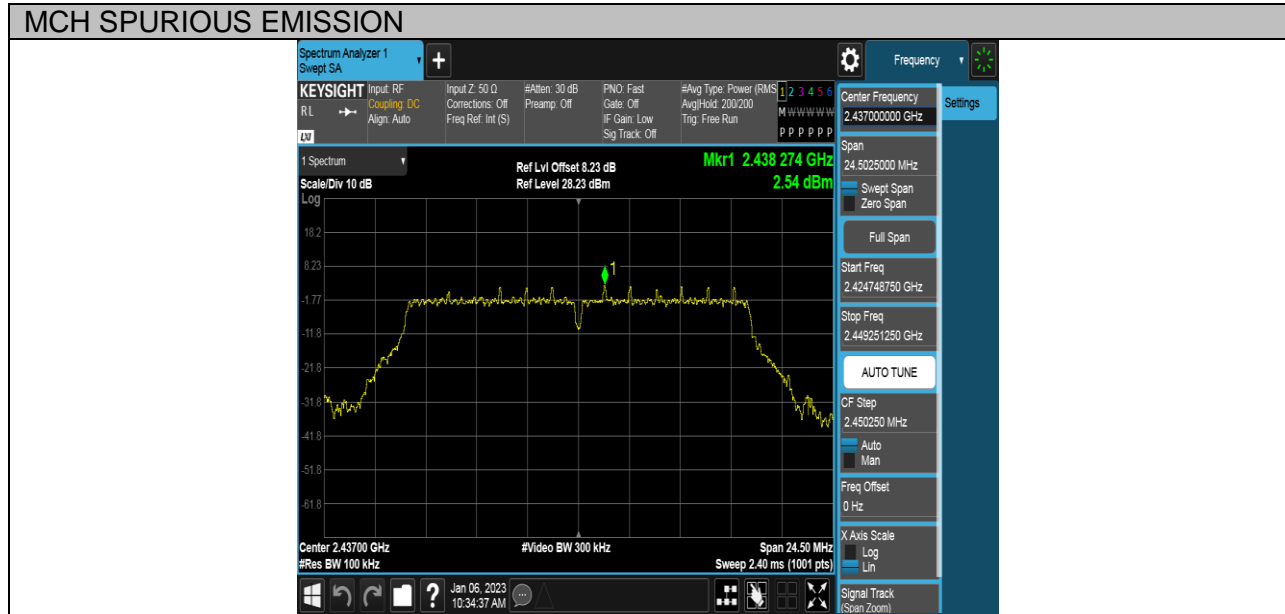 MCH SPURIOUS EMISSION
Spectrum Analyzer 1
Swept SA
+
Frequency
KEYSIGHT
RL
LXI
Input: RF
Coupling: DC
Align: Auto
Input Z: 50 Ω
Corrections: Off
Freq Ref: Int (S)
#Atten: 30 dB
Preamp: Off
PNO: Fast
Gate: Off
IF Gain: Low
Sig Track: Off
#Avg Type: Power (RMS
Avg|Hold: 200/200
Trig: Free Run
1 2 3 4 5 6
M W W W W W
P P P P P P
1 Spectrum
Scale/Div 10 dB
Log
Ref Lvl Offset 8.23 dB
Ref Level 28.23 dBm
Mkr1 2.438 274 GHz
2.54 dBm
18.2
8.23
-1.77
-11.8
-21.8
-31.8
-41.8
-51.8
-61.8
1
Center 2.43700 GHz
#Res BW 100 kHz
#Video BW 300 kHz
Span 24.50 MHz
Sweep 2.40 ms (1001 pts)
?
Jan 06, 2023
10:34:37 AM
Center Frequency
2.437000000 GHz
Span
24.5025000 MHz
Swept Span
Zero Span
Full Span
Start Freq
2.424748750 GHz
Stop Freq
2.449251250 GHz
AUTO TUNE
CF Step
2.450250 MHz
Auto
Man
Freq Offset
0 Hz
X Axis Scale
Log
Lin
Signal Track
(Span Zoom)
Settings